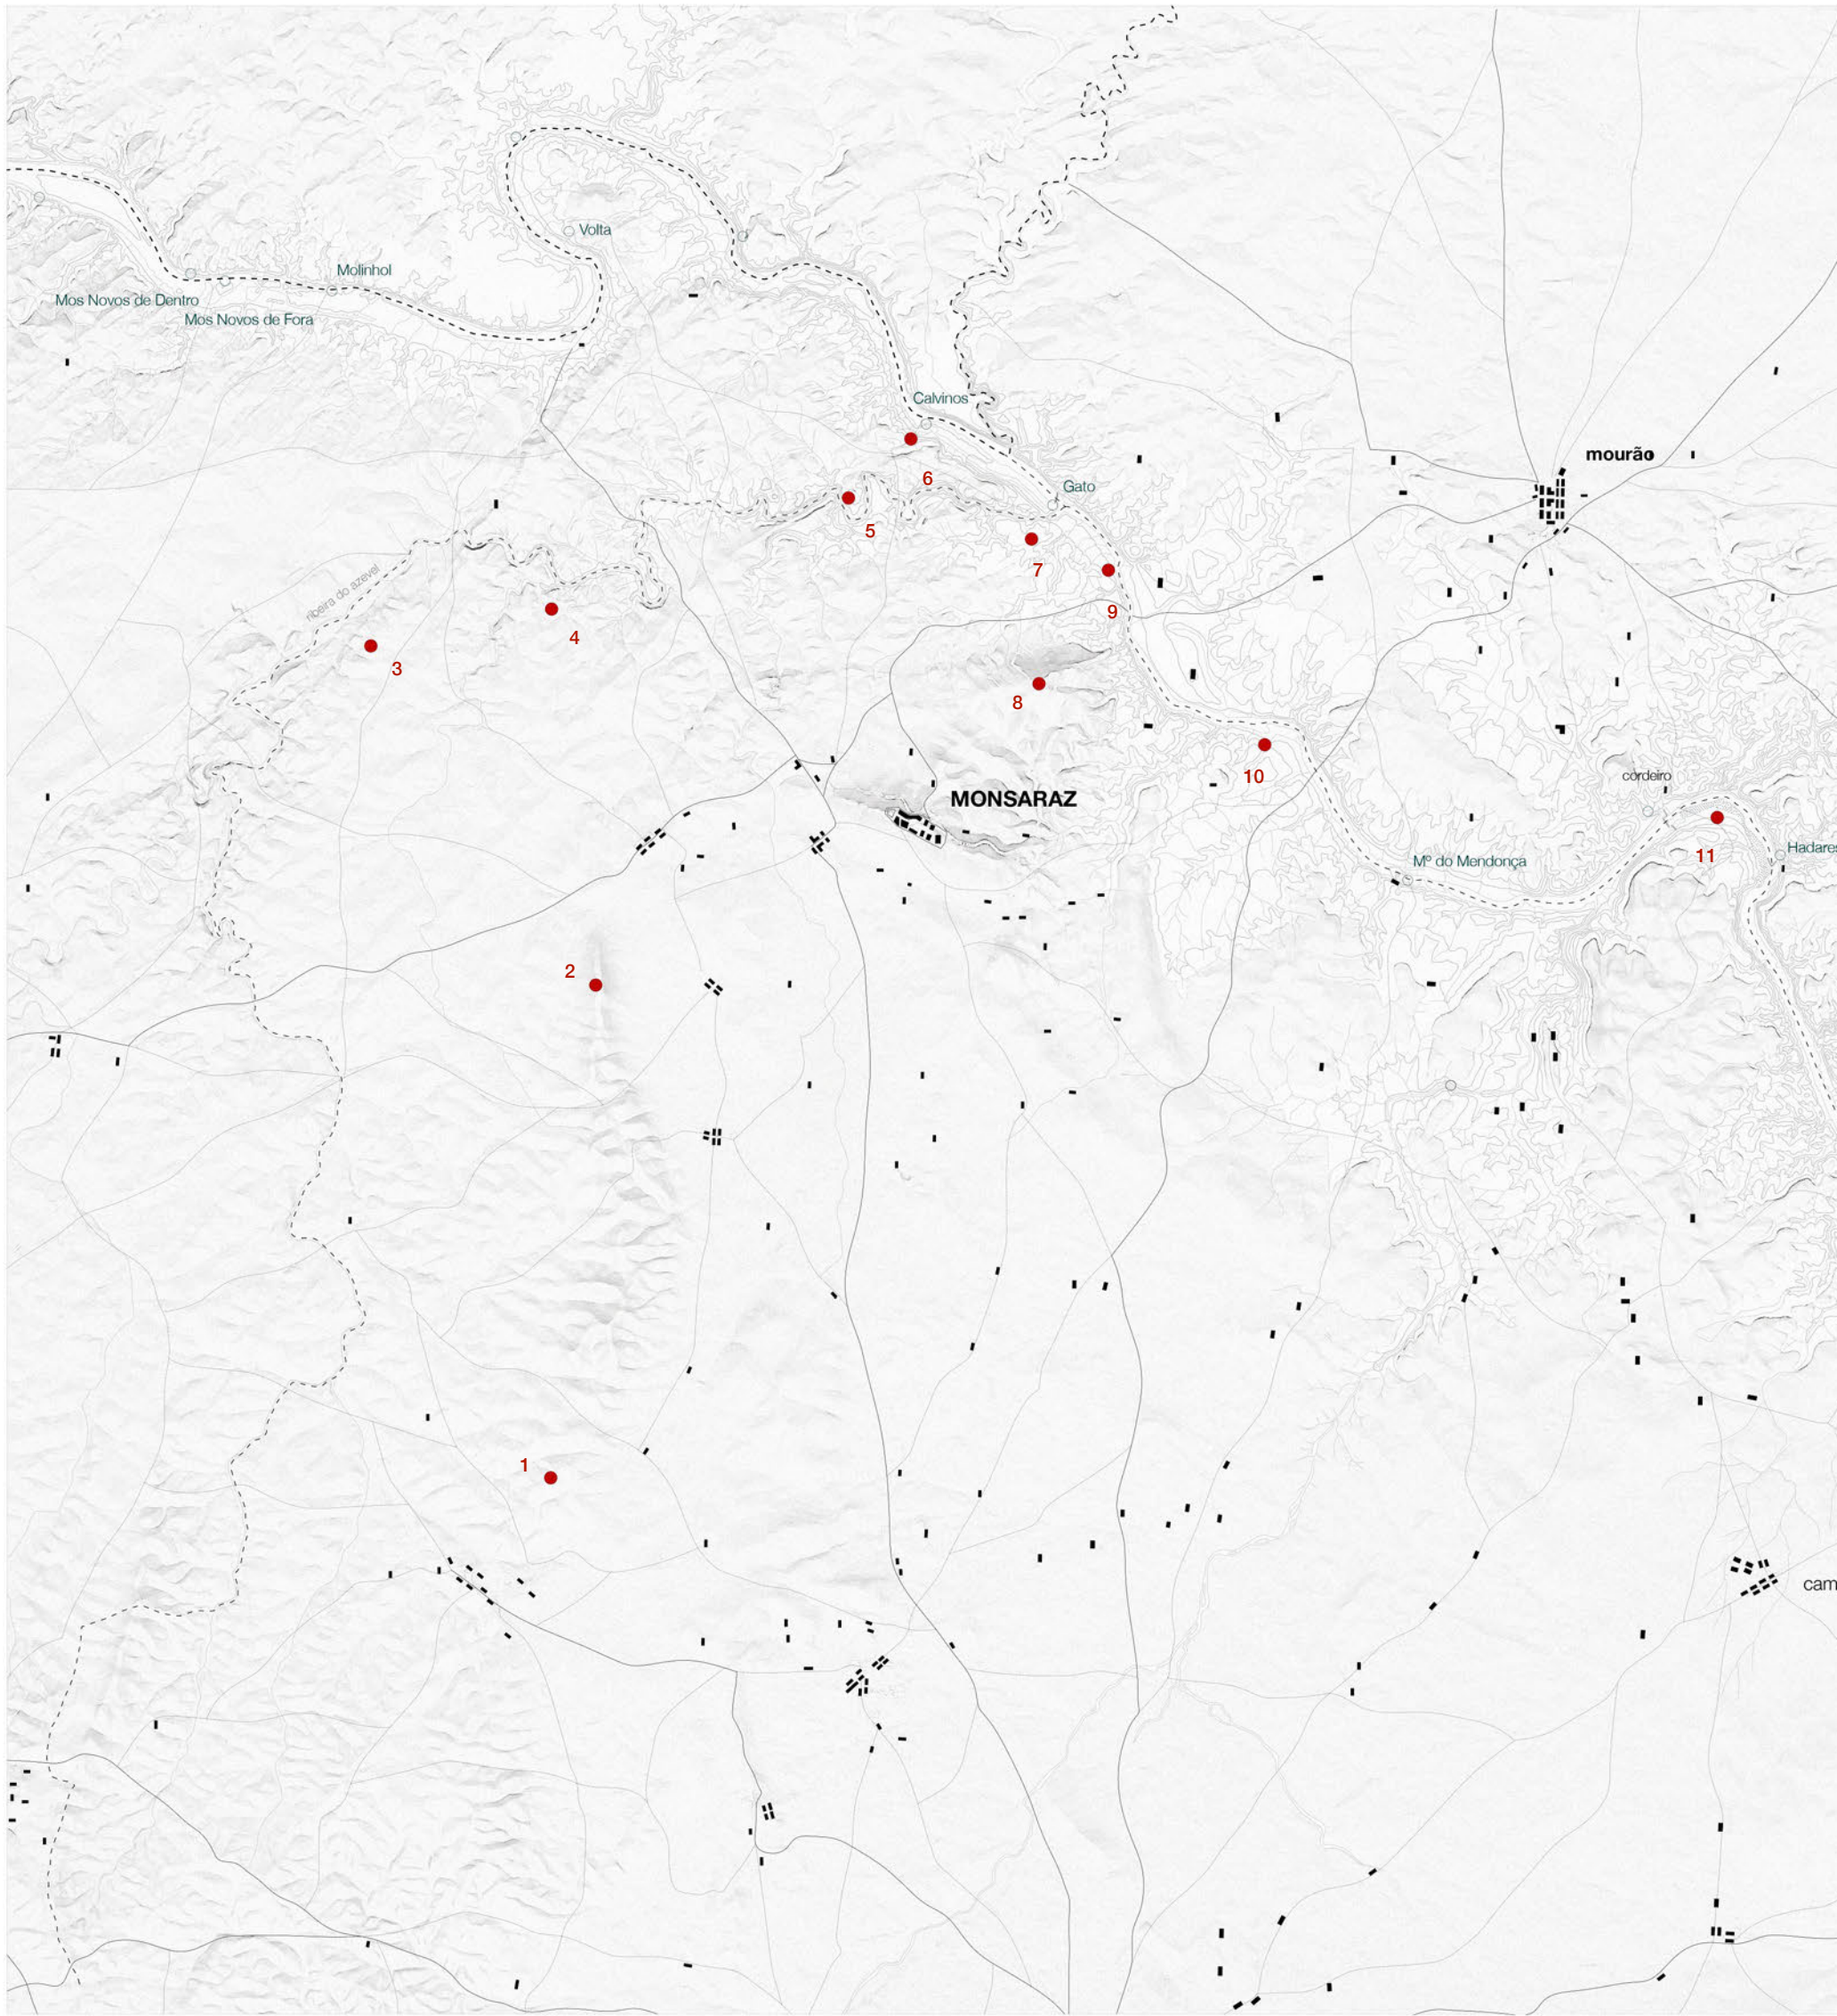 Volta
Molinhol
Mos Novos de Dentro
Mos Novos de Fora
Calvinos
mourão
6
Gato
5
7
ribeira do azevel
9
4
3
8
10
cordeiro
MONSARAZ
Hadares
11
Mº do Mendonça
2
1
cam